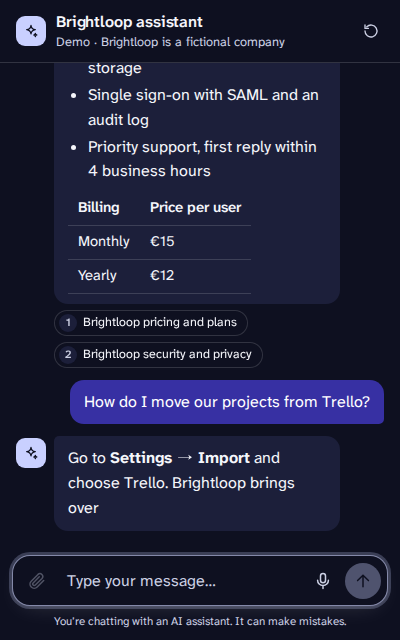 Brightloop assistant
Demo · Brightloop is a fictional company
storage
• Single sign-on with SAML and an
audit log
• Priority support, first reply within
4 business hours
Billing Price per user
Monthly €15
Yearly €12
1 Brightloop pricing and plans
2 Brightloop security and privacy
How do I move our projects from Trello?
Go to Settings → Import and
choose Trello. Brightloop brings
over
Type your message...
You're chatting with an AI assistant. It can make mistakes.